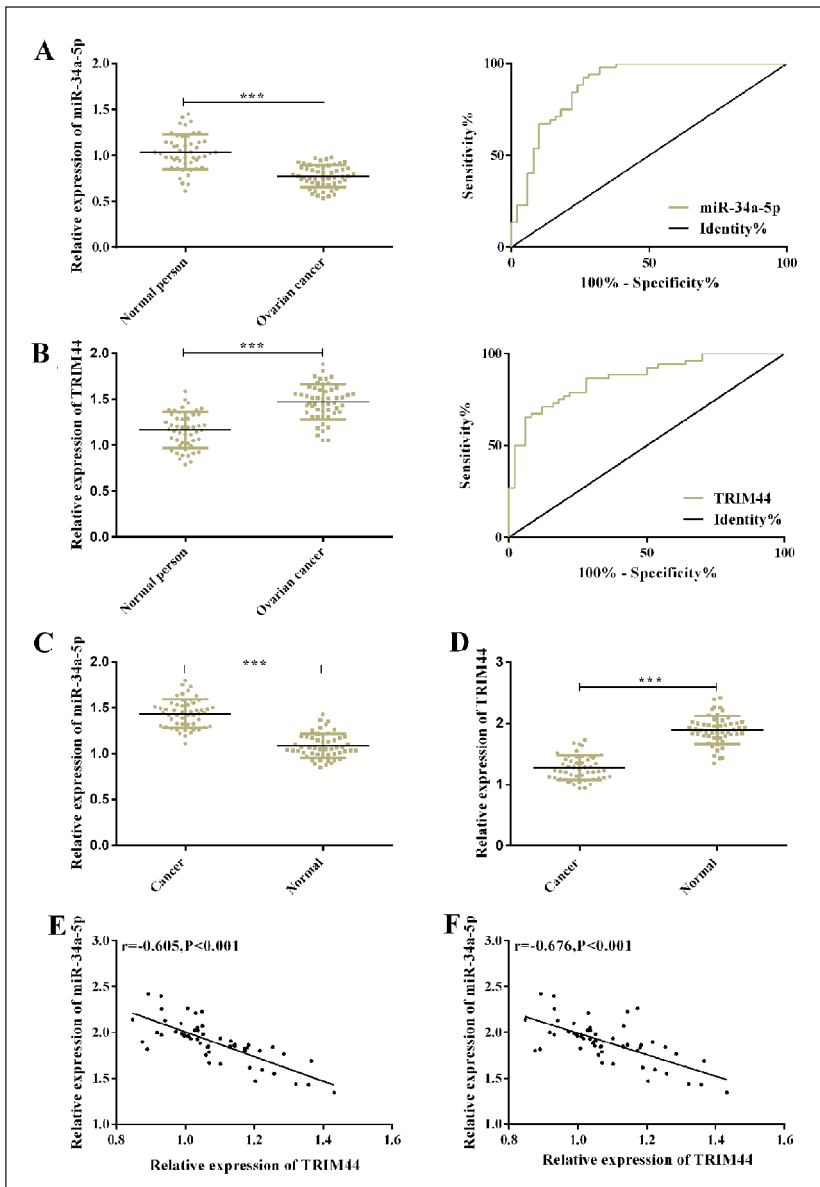 A
Relative expression of miR-34a-5p
2.0
1.5
1.0
0.5
0.0
***
Normal person
Ovarian cancer
Sensitivity%
100
50
0
0
50
100
miR-34a-5p
Identity%
100% - Specificity%
B
Relative expression of TRIM44
2.0
1.5
1.0
0.5
0.0
***
Normal person
Ovarian cancer
Sensitivity%
100
50
0
0
50
100
TRIM44
Identity%
100% - Specificity%
C
Relative expression of miR-34a-5p
2.0
1.5
1.0
0.5
0.0
***
Cancer
Normal
D
Relative expression of TRIM44
3
2
1
0
***
Cancer
Normal
E
Relative expression of miR-34a-5p
r=-0.605,P<0.001
3.0
2.5
2.0
1.5
1.0
0.8
1.0
1.2
1.4
1.6
Relative expression of TRIM44
F
Relative expression of miR-34a-5p
r=-0.676,P<0.001
3.0
2.5
2.0
1.5
1.0
0.8
1.0
1.2
1.4
1.6
Relative expression of TRIM44